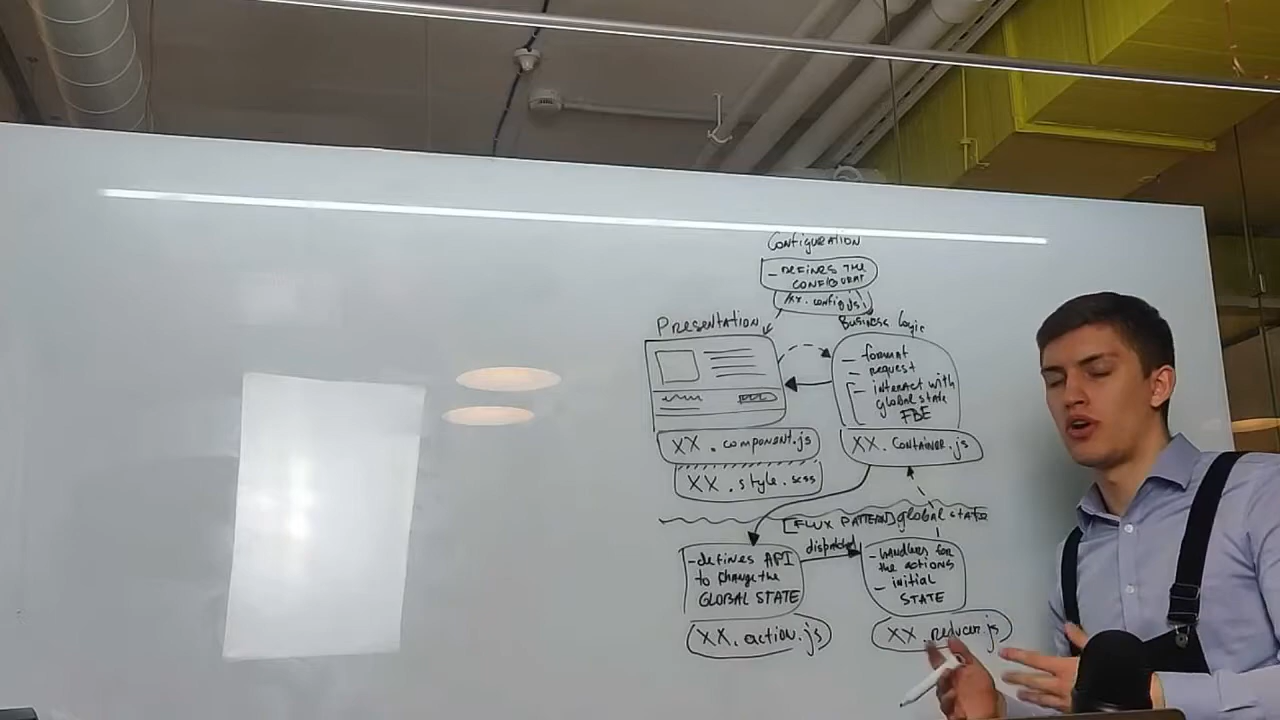 Configuration
- DEFINES THE
CONFIGURAT
XX.config.js
Presentation
Business Logic
- format
- request
- interact with
global state
XX.component.js
XX.style.scss
XX.container.js
[FLUX PATTERN] global state
- defines API
to change the
GLOBAL STATE
dispatched
- handlers for
the actions
- initial
STATE
XX.action.js
XX.reducer.js